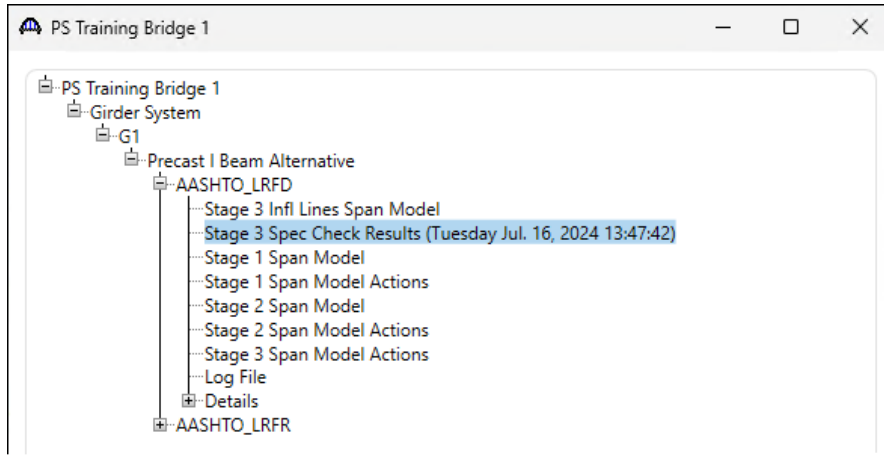 PS Training Bridge 1
PS Training Bridge 1
Girder System
G1
Precast I Beam Alternative
AASHTO_LRFD
Stage 3 Infl Lines Span Model
Stage 3 Spec Check Results (Tuesday Jul. 16, 2024 13:47:42)
Stage 1 Span Model
Stage 1 Span Model Actions
Stage 2 Span Model
Stage 2 Span Model Actions
Stage 3 Span Model Actions
Log File
Details
AASHTO_LRFR